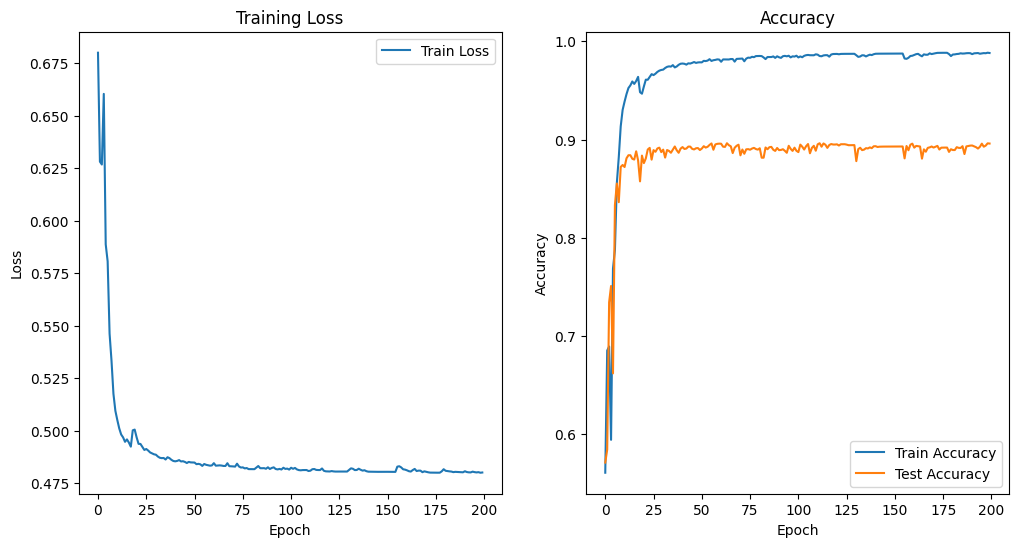 Training Loss
Train Loss
0.675
0.650
0.625
0.600
0.575
0.550
0.525
0.500
0.475
Loss
0 25 50 75 100 125 150 175 200
Epoch
Accuracy
1.0
0.9
0.8
0.7
0.6
Accuracy
Train Accuracy
Test Accuracy
0 25 50 75 100 125 150 175 200
Epoch